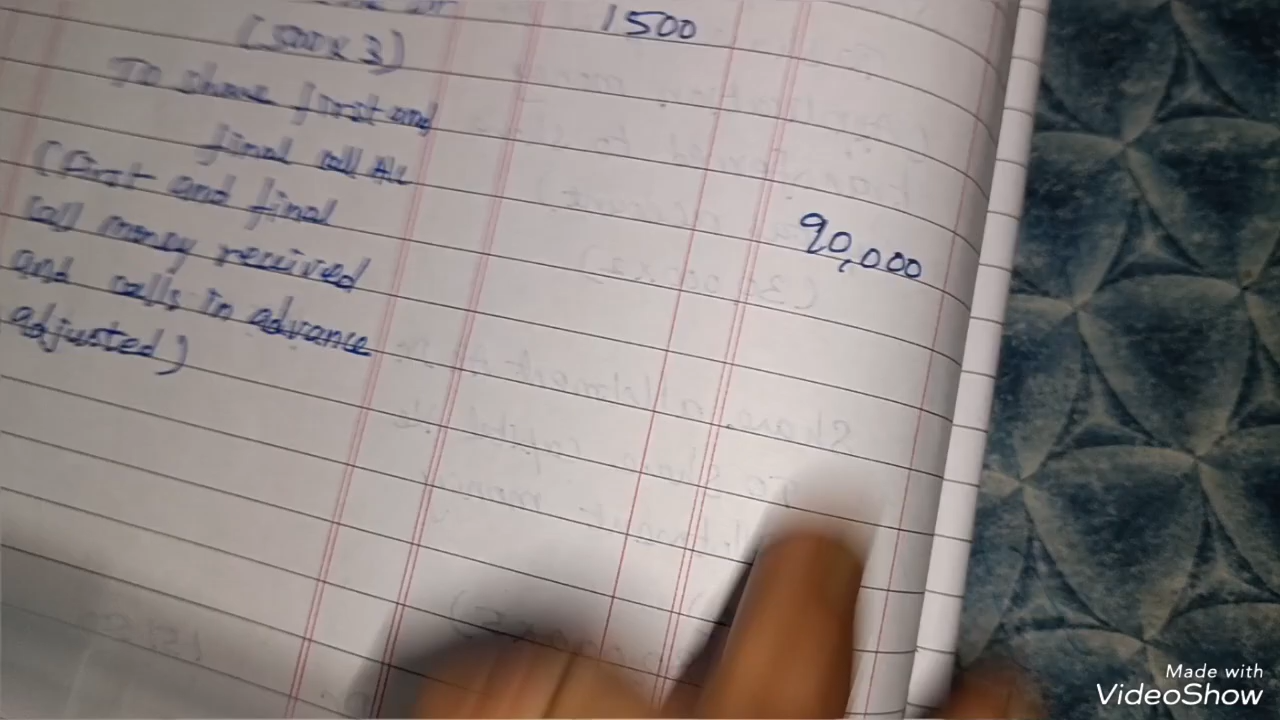 1500
(500 x 3)
To share first and
final call A/c
90,000
(First and final
call money received
and calls in advance
adjusted)
Made with
VideoShow